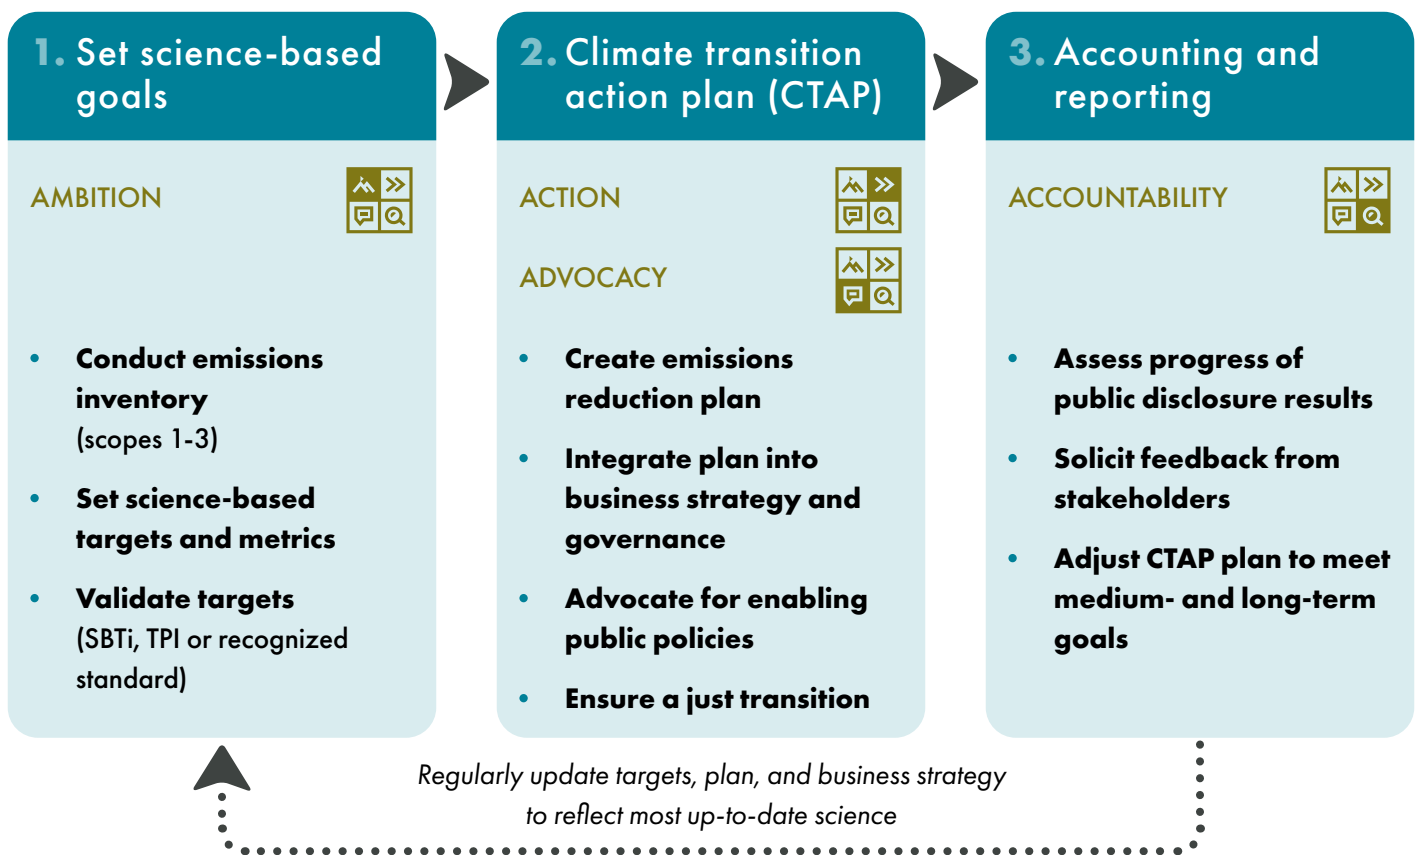 1. Set science-based
goals
AMBITION
• Conduct emissions
inventory
(scopes 1-3)
• Set science-based
targets and metrics
• Validate targets
(SBTi, TPI or recognized
standard)
2. Climate transition
action plan (CTAP)
ACTION
ADVOCACY
• Create emissions
reduction plan
• Integrate plan into
business strategy and
governance
• Advocate for enabling
public policies
• Ensure a just transition
3. Accounting and
reporting
ACCOUNTABILITY
• Assess progress of
public disclosure results
• Solicit feedback from
stakeholders
• Adjust CTAP plan to meet
medium- and long-term
goals
Regularly update targets, plan, and business strategy
to reflect most up-to-date science